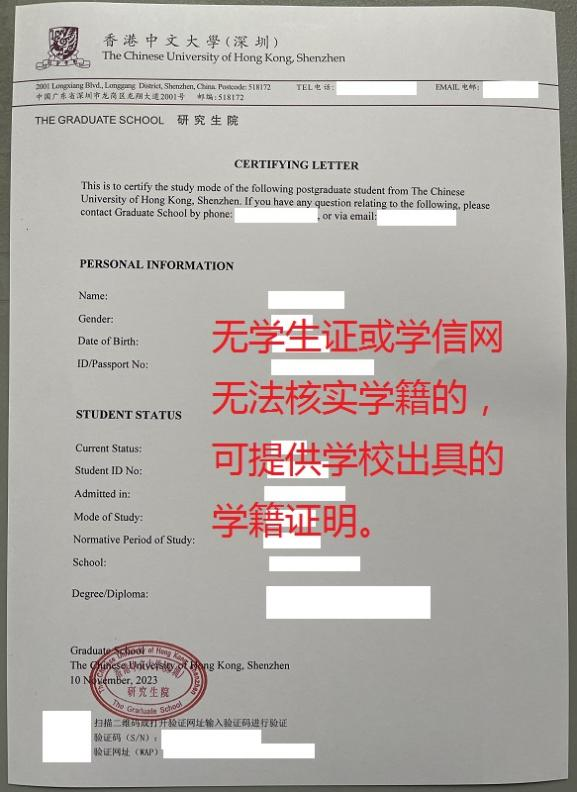 香港中文大學(深圳)
The Chinese University of Hong Kong, Shenzhen
2001 Longxiang Blvd., Longgang District, Shenzhen, China. Postcode: 518172 TEL 电话: EMAIL 电邮:
中国广东省深圳市龙岗区龙翔大道2001号 邮编: 518172
THE GRADUATE SCHOOL 研究生院
CERTIFYING LETTER
This is to certify the study mode of the following postgraduate student from The Chinese
University of Hong Kong, Shenzhen. If you have any question relating to the following, please
contact Graduate School by phone: , or via email:
PERSONAL INFORMATION
Name:
Gender:
Date of Birth:
ID/Passport No:
无学生证或学信网
无法核实学籍的，
可提供学校出具的
学籍证明。
STUDENT STATUS
Current Status:
Student ID No:
Admitted in:
Mode of Study:
Normative Period of Study:
School:
Degree/Diploma:
Graduate School
The Chinese University of Hong Kong, Shenzhen
10 November, 2023
The Chinese University of Hong Kong, Shenzhen
香港中文大學(深圳)
研究生院
The Graduate School
扫描二维码或打开验证网址输入验证码进行验证
验证码 (S/N):
验证网址 (WAP)